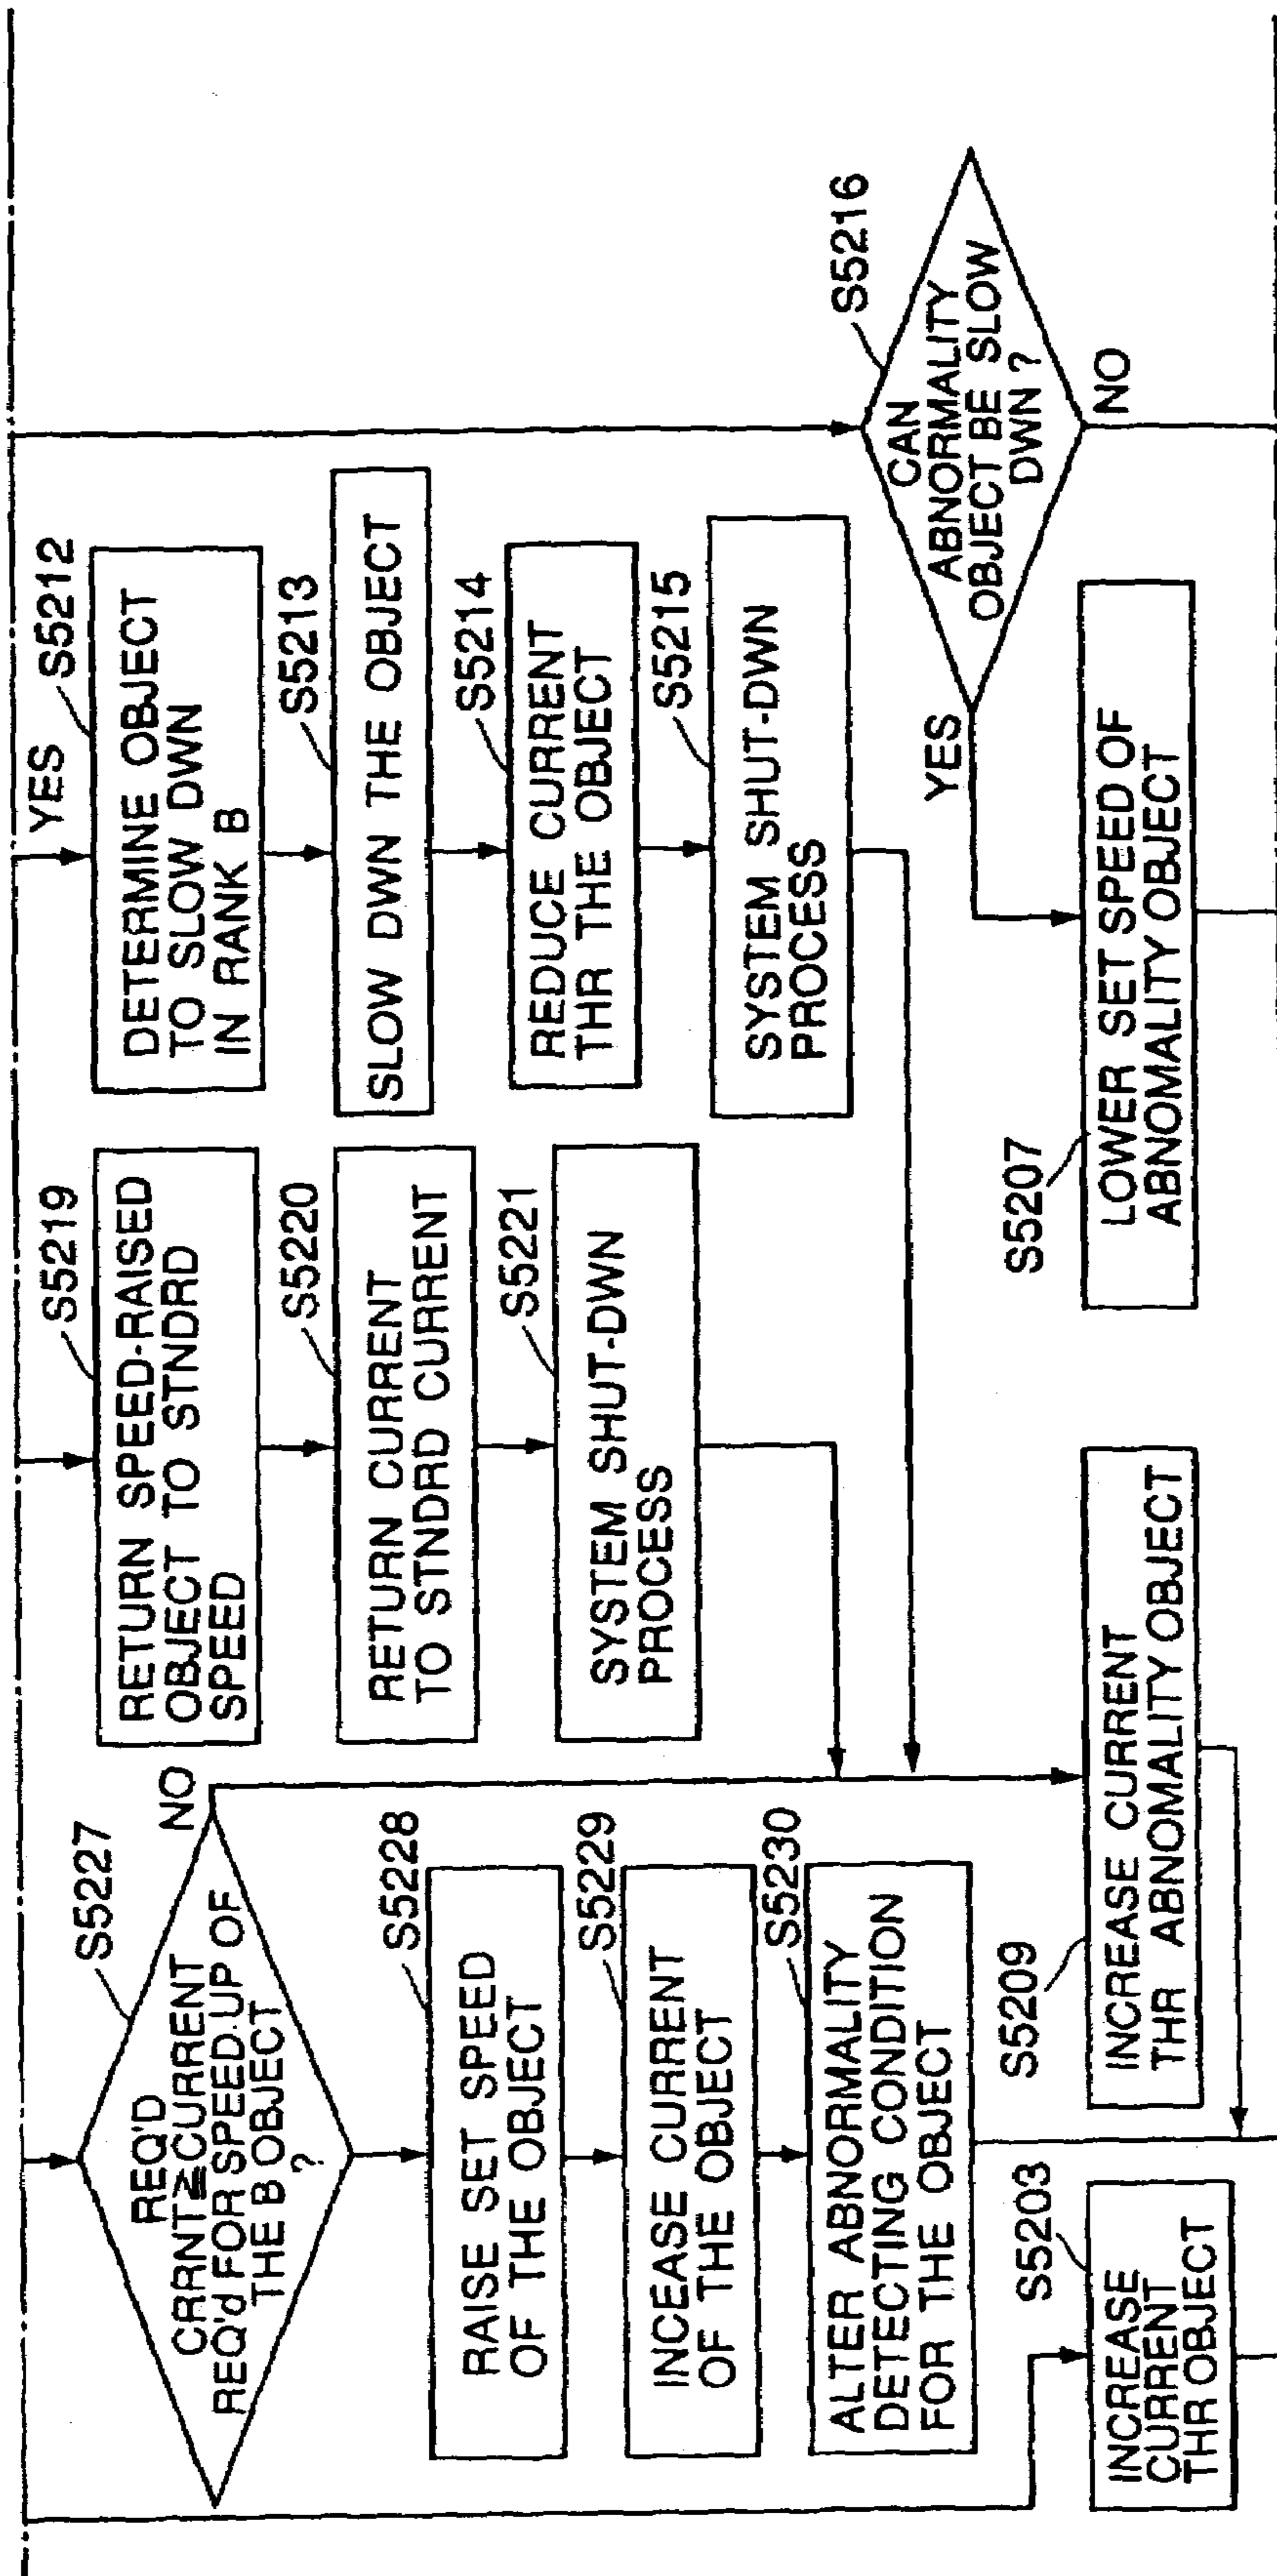 S5227
REQ'D
CRRNT≧CURRENT
REQ'd FOR SPEED.UP OF
THE B OBJECT
?
NO
S5228
RAISE SET SPEED
OF THE OBJECT
S5229
INCEASE CURRENT
OF THE OBJECT
S5230
ALTER ABNORMALITY
DETECTING CONDITION
FOR THE OBJECT
S5203
INCREASE
CURRENT
THR OBJECT
S5219
RETURN SPEED-RAISED
OBJECT TO STNDRD
SPEED
S5220
RETURN CURRENT
TO STNDRD CURRENT
S5221
SYSTEM SHUT-DWN
PROCESS
S5209
INCREASE CURRENT
THR ABNOMALITY OBJECT
YES
S5212
DETERMINE OBJECT
TO SLOW DWN
IN RANK B
S5213
SLOW DWN THE OBJECT
S5214
REDUCE CURRENT
THR THE OBJECT
S5215
SYSTEM SHUT-DWN
PROCESS
S5216
CAN
ABNORMALITY
OBJECT BE SLOW
DWN ?
YES
NO
S5207
LOWER SET SPEED OF
ABNOMALITY OBJECT